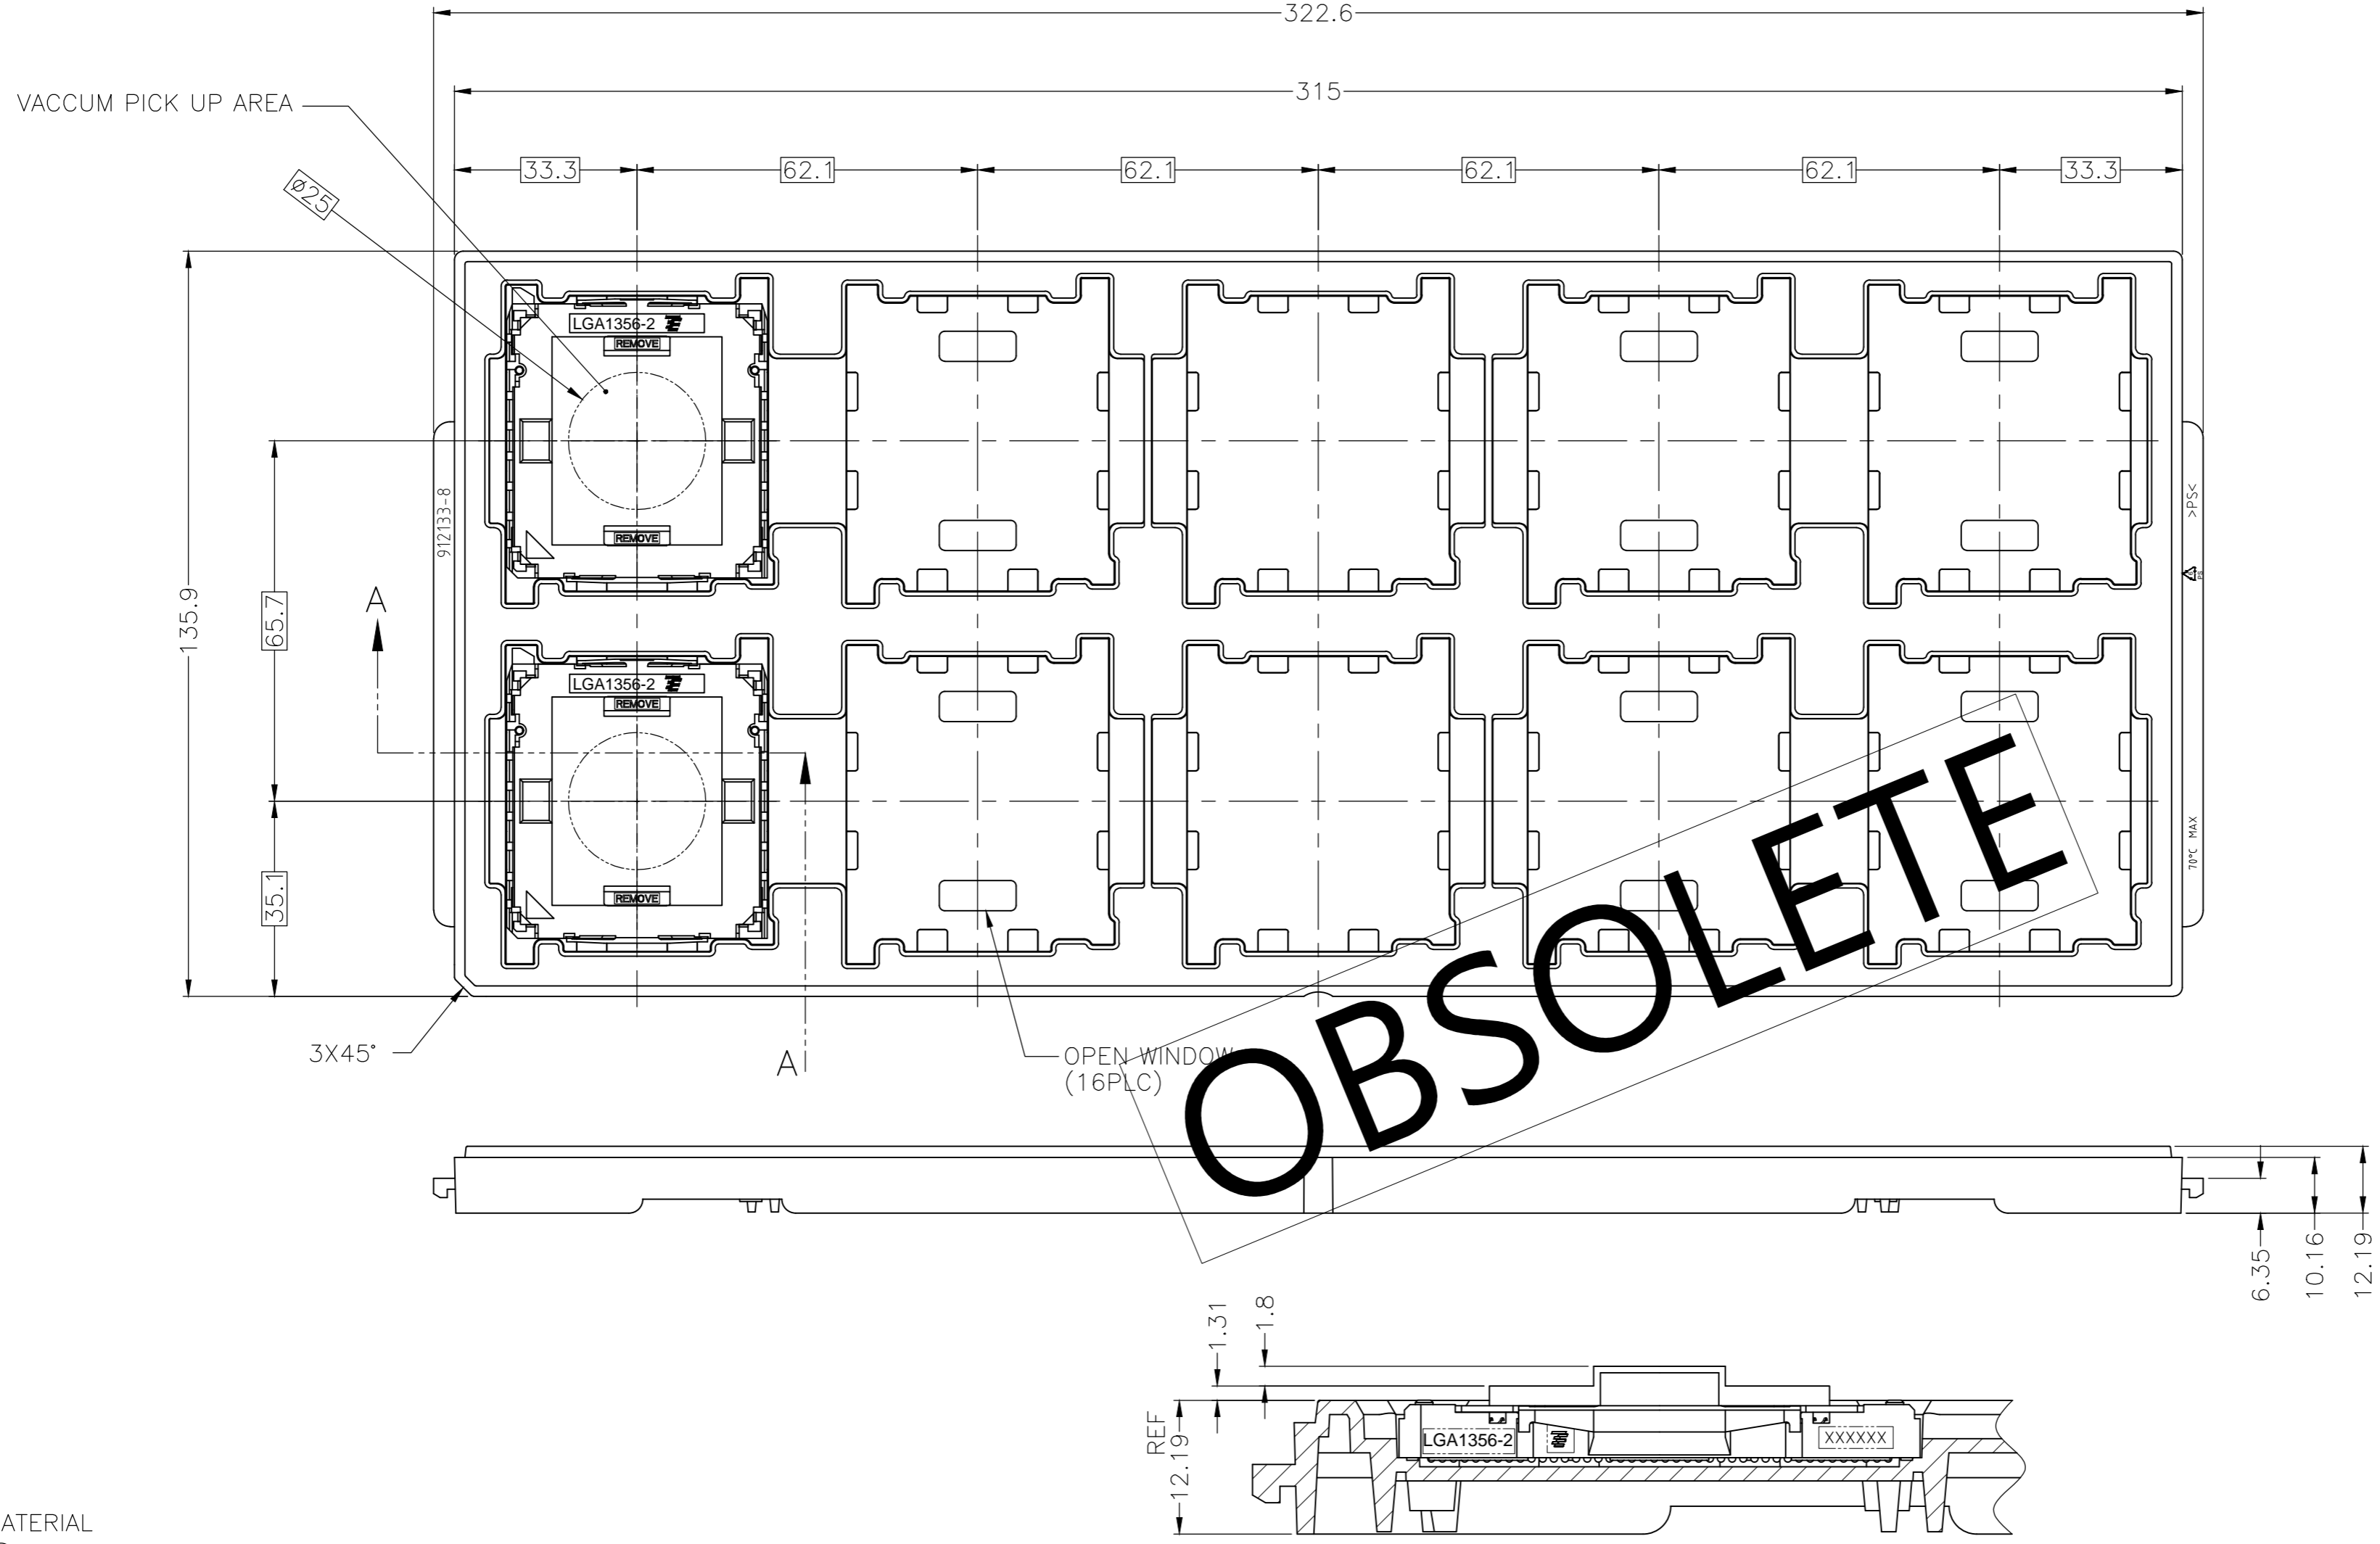 322.6
315
VACCUM PICK UP AREA
33.3
62.1
62.1
62.1
62.1
33.3
ø25
LGA1356-2
REMOVE
REMOVE
912133-8
>PS<
PS
135.9
65.7
A
LGA1356-2
REMOVE
REMOVE
70°C MAX
35.1
3X45°
A
OPEN WINDOW
(16PLC)
OBSOLETE
6.35
10.16
12.19
1.31
1.8
REF
12.19
LGA1356-2
XXXXXX
ATERIAL